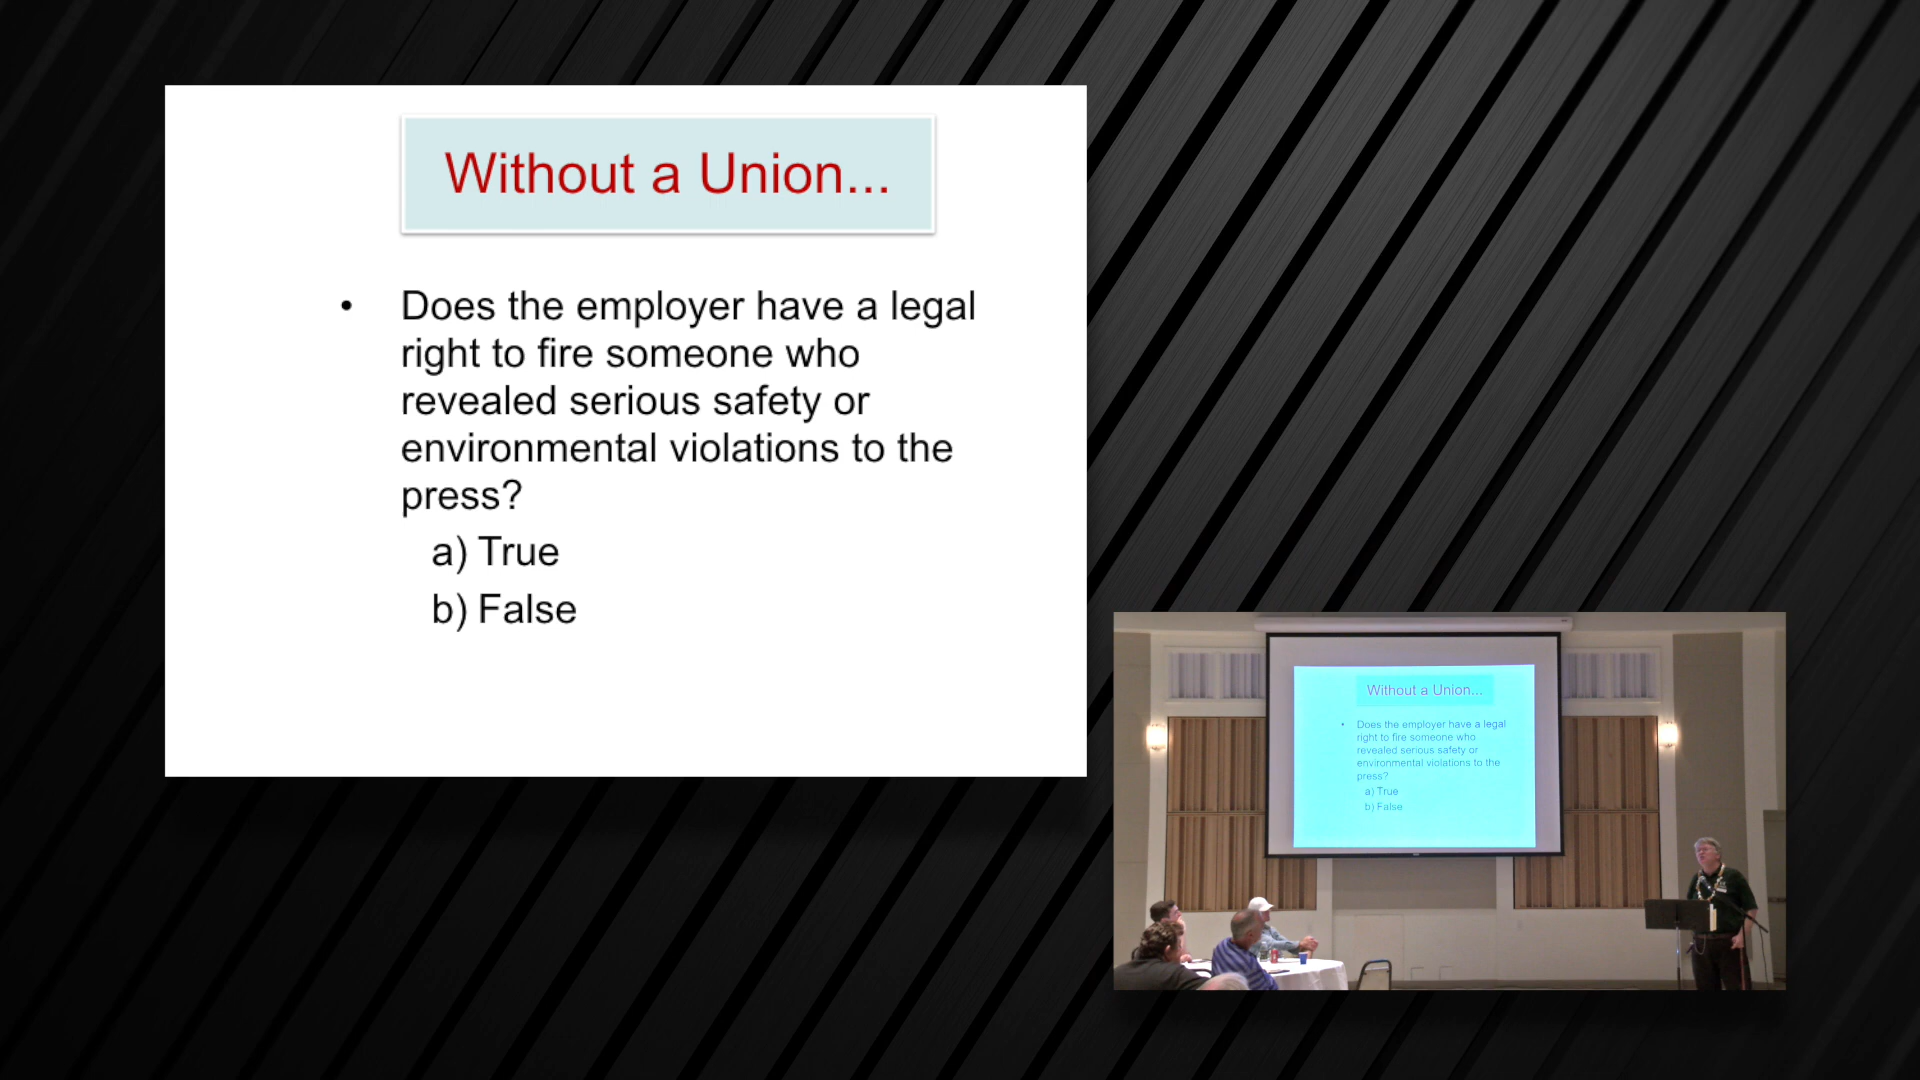 Without a Union...
• Does the employer have a legal
right to fire someone who
revealed serious safety or
environmental violations to the
press?
a) True
b) False
Without a Union...
• Does the employer have a legal
right to fire someone who
revealed serious safety or
environmental violations to the
press?
a) True
b) False